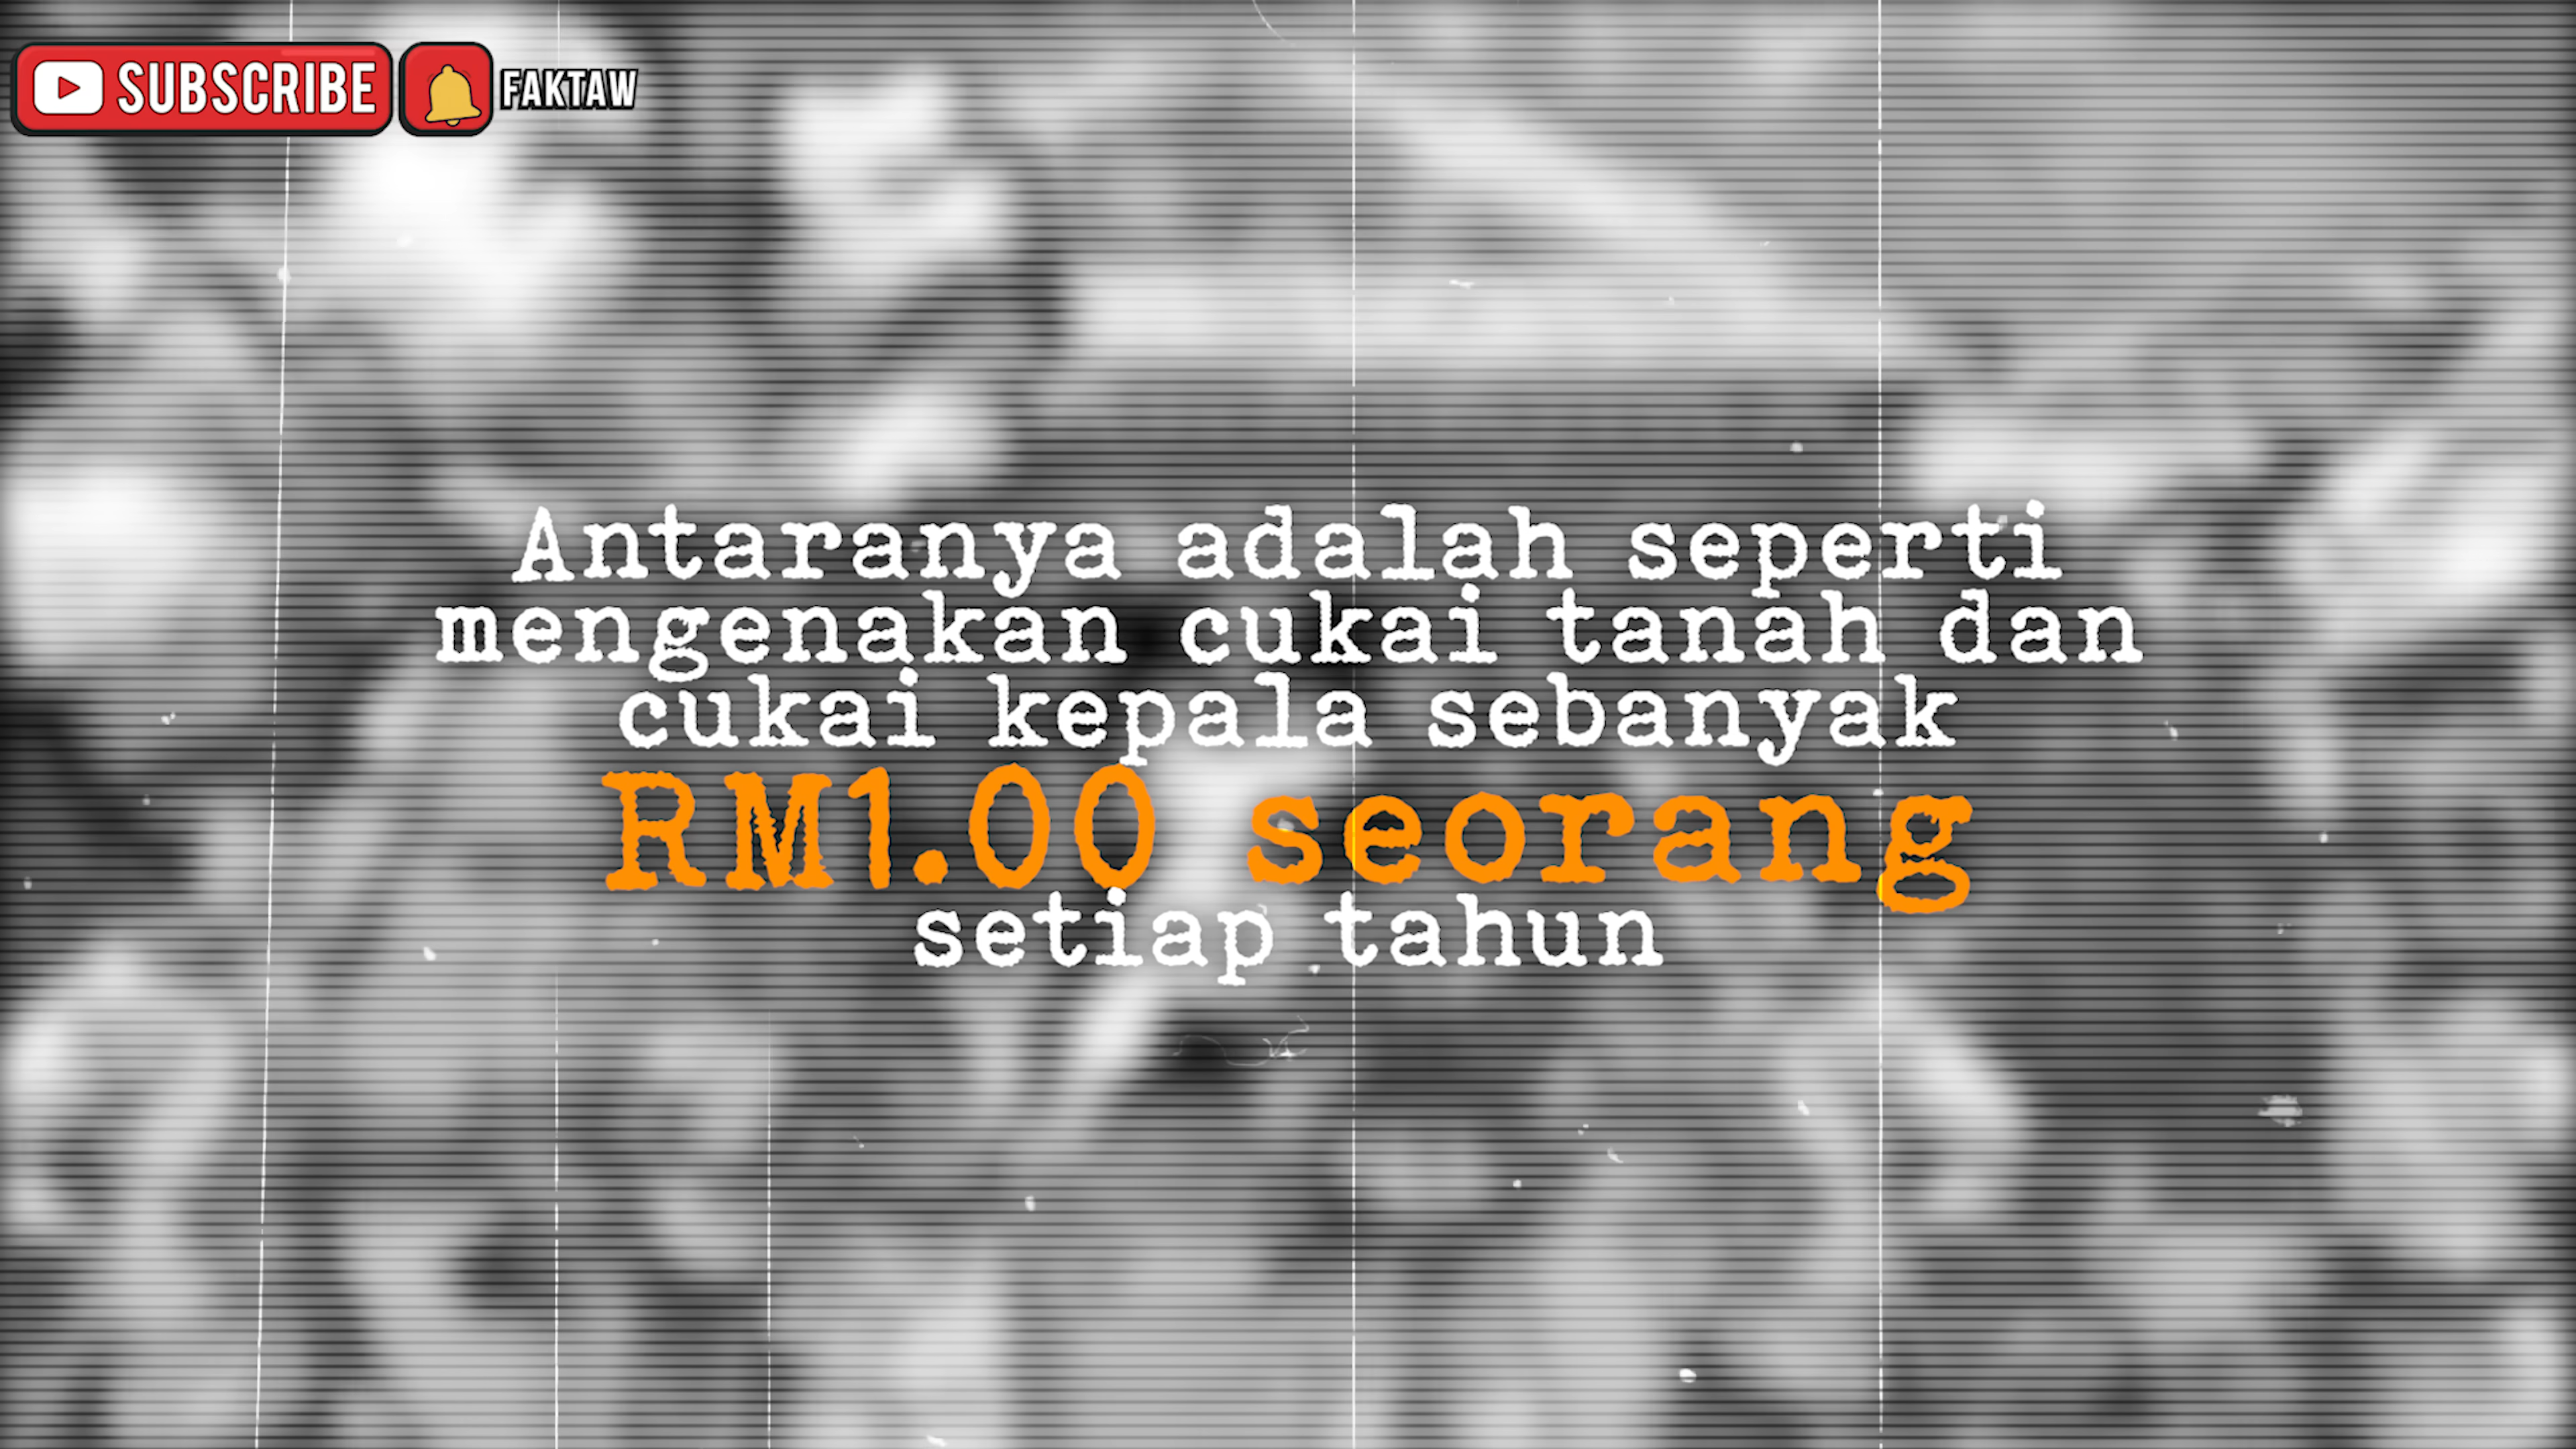 SUBSCRIBE FAKTAW
Antaranya adalah seperti
mengenakan cukai tanah dan
cukai kepala sebanyak
RM1.00 seorang
setiap tahun